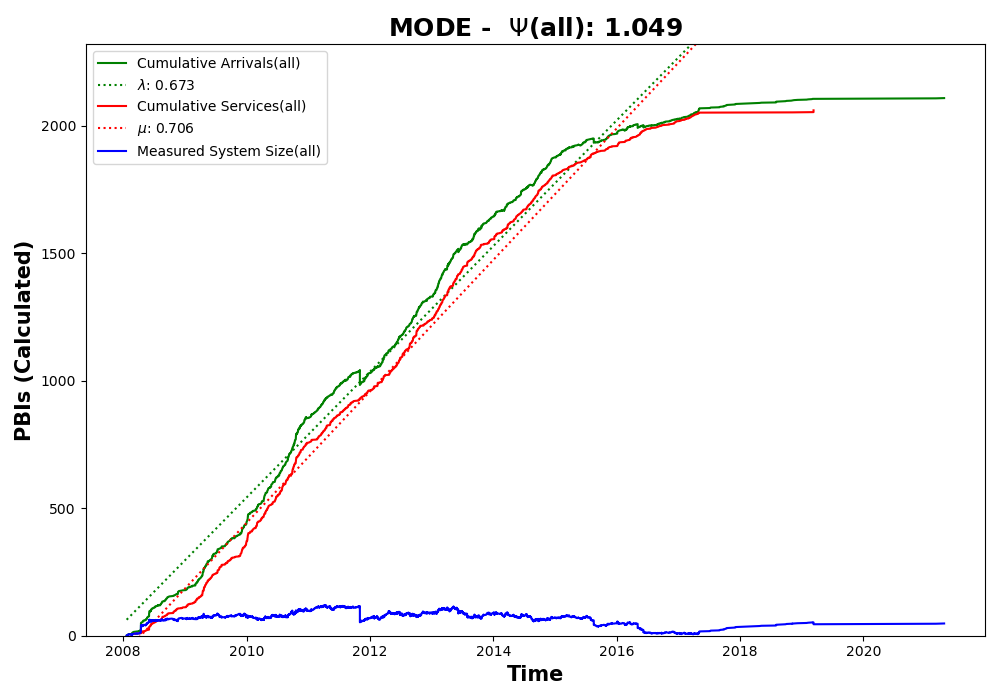 MODE - Ψ(all): 1.049
Cumulative Arrivals(all)
λ: 0.673
Cumulative Services(all)
μ: 0.706
Measured System Size(all)
PBIs (Calculated)
2000
1500
1000
500
0
2008 2010 2012 2014 2016 2018 2020
Time